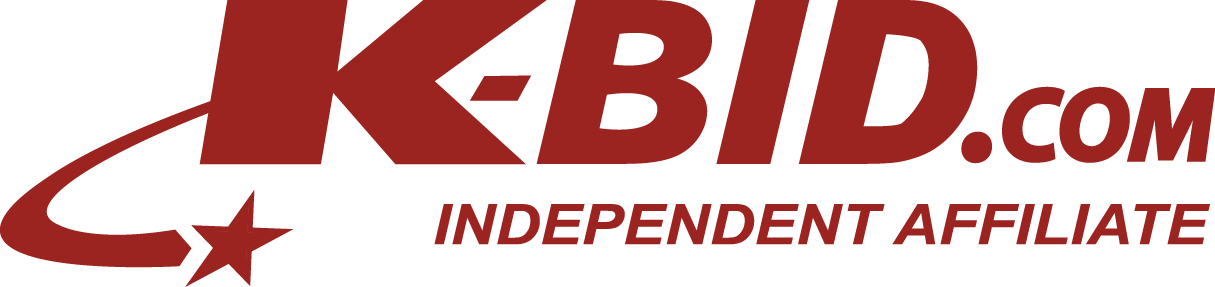 K-BID.COM
INDEPENDENT AFFILIATE